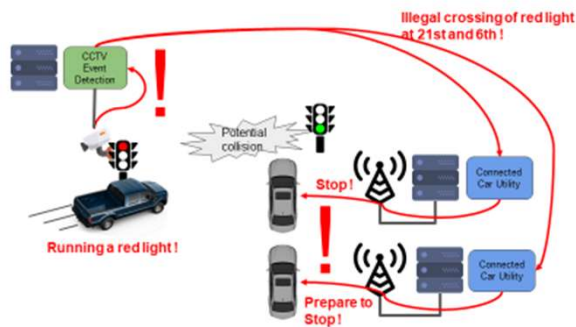 Illegal crossing of red light
at 21st and 6th !
CCTV
Event
Detection
Potential
collision
Stop !
Connected
Car Utility
Running a red light !
Connected
Car Utility
Prepare to
Stop !